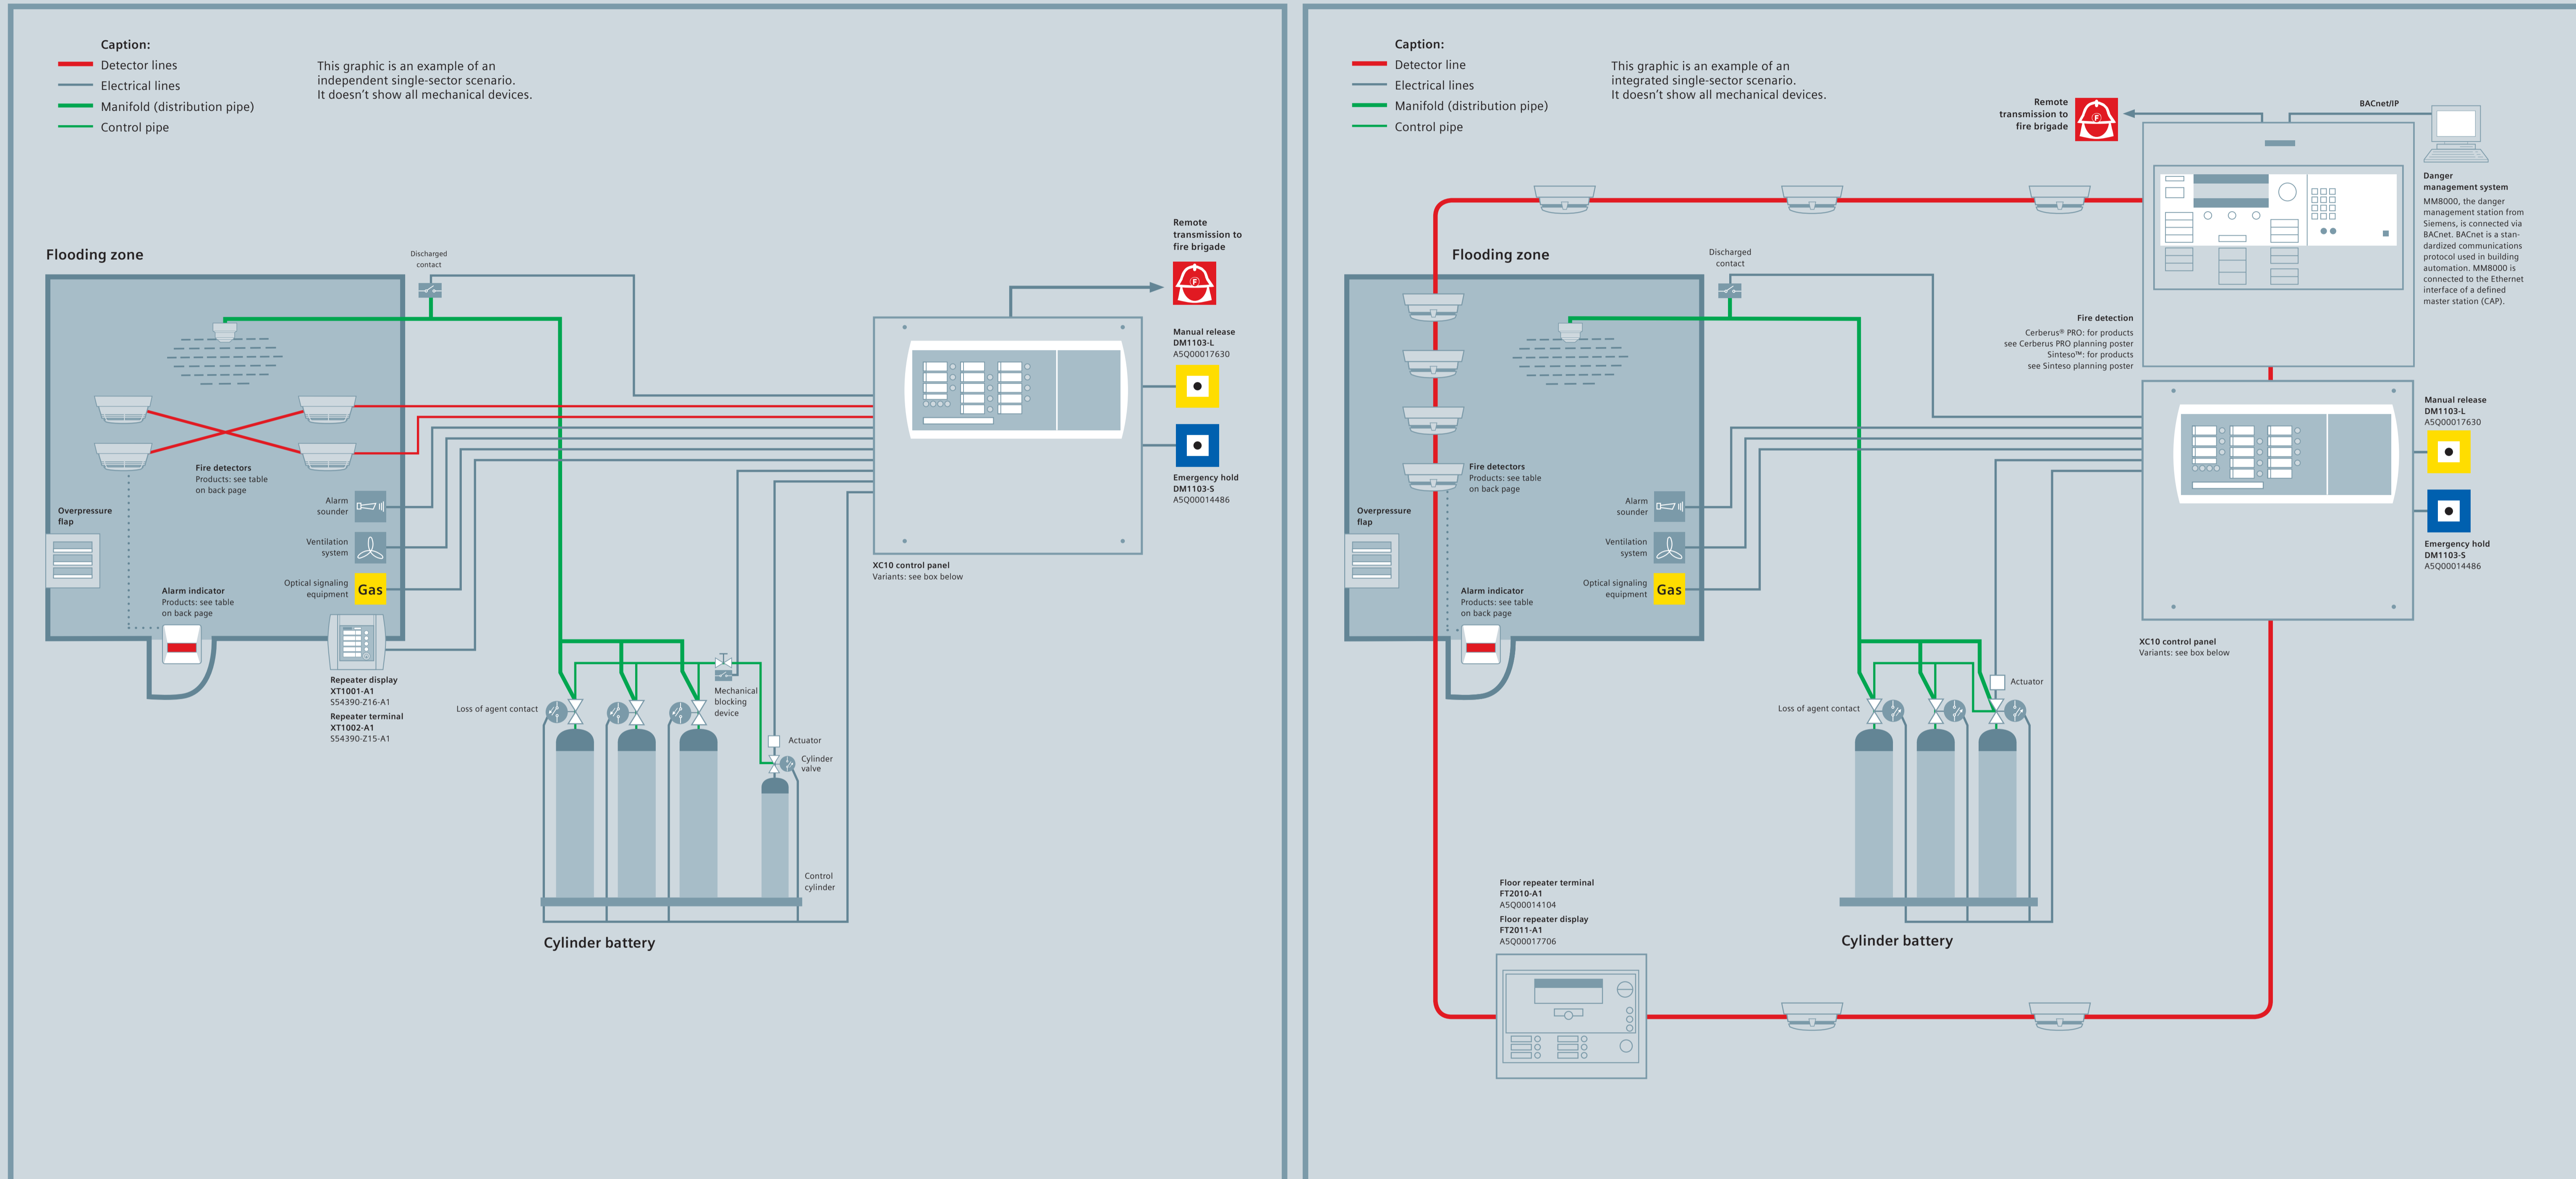 Caption:
Detector lines
Electrical lines
Manifold (distribution pipe)
Control pipe
This graphic is an example of an
independent single-sector scenario.
It doesn’t show all mechanical devices.
Flooding zone
Discharged
contact
Remote
transmission to
fire brigade
F
Manual release
DM1103-L
A5Q00017630
Emergency hold
DM1103-S
A5Q00014486
Fire detectors
Products: see table
on back page
Alarm
sounder
Overpressure
flap
Ventilation
system
Optical signaling
equipment
Gas
Alarm indicator
Products: see table
on back page
XC10 control panel
Variants: see box below
Repeater display
XT1001-A1
S54390-Z16-A1
Repeater terminal
XT1002-A1
S54390-Z15-A1
Loss of agent contact
Mechanical
blocking
device
Actuator
Cylinder
valve
Control
cylinder
Cylinder battery
Caption:
Detector line
Electrical lines
Manifold (distribution pipe)
Control pipe
This graphic is an example of an
integrated single-sector scenario.
It doesn’t show all mechanical devices.
Remote
transmission to
fire brigade
F
BACnet/IP
Danger
management system
MM8000, the danger
management station from
Siemens, is connected via
BACnet. BACnet is a stan-
dardized communications
protocol used in building
automation. MM8000 is
connected to the Ethernet
interface of a defined
master station (CAP).
Flooding zone
Discharged
contact
Fire detection
Cerberus® PRO: for products
see Cerberus PRO planning poster
Sinteso™: for products
see Sinteso planning poster
Manual release
DM1103-L
A5Q00017630
Emergency hold
DM1103-S
A5Q00014486
Fire detectors
Products: see table
on back page
Alarm
sounder
Overpressure
flap
Ventilation
system
Optical signaling
equipment
Gas
Alarm indicator
Products: see table
on back page
XC10 control panel
Variants: see box below
Actuator
Loss of agent contact
Floor repeater terminal
FT2010-A1
A5Q00014104
Floor repeater display
FT2011-A1
A5Q00017706
Cylinder battery